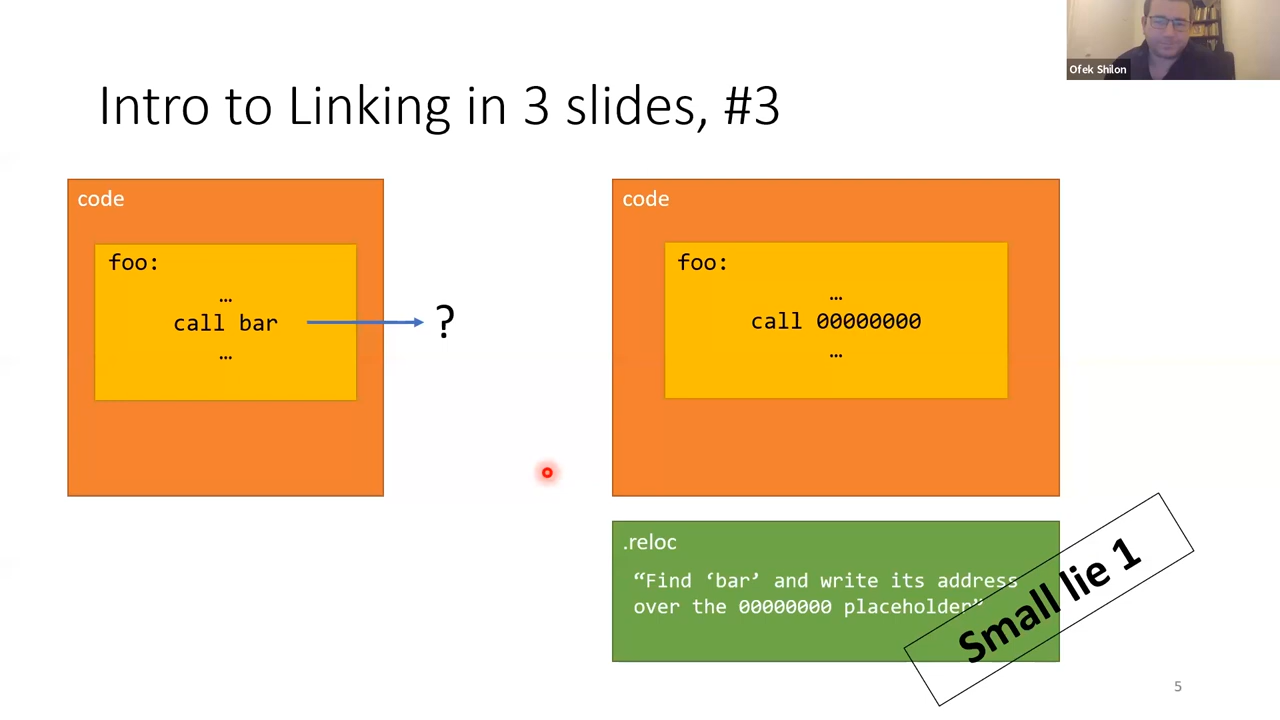 Ofek Shilon
Intro to Linking in 3 slides, #3
code
foo:
…
call bar
…
?
code
foo:
…
call 00000000
…
.reloc
“Find ‘bar’ and write its address
over the 00000000 placeholder”
Small lie 1
5